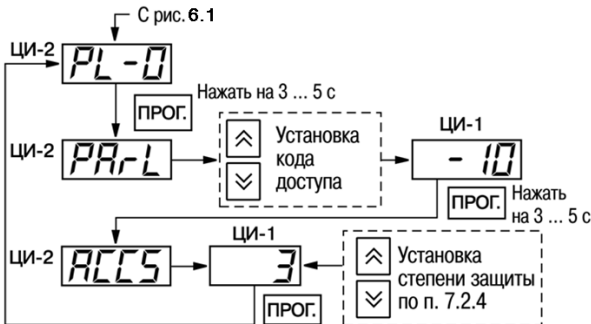 С рис. 6.1
ЦИ-2
PL-0
ПРОГ.
Нажать на 3 ... 5 с
ЦИ-2
PArL
Установка
кода
доступа
ЦИ-1
- 10
ПРОГ.
Нажать
на 3 ... 5 с
ЦИ-2
ACCS
ЦИ-1
3
ПРОГ.
Установка
степени защиты
по п. 7.2.4